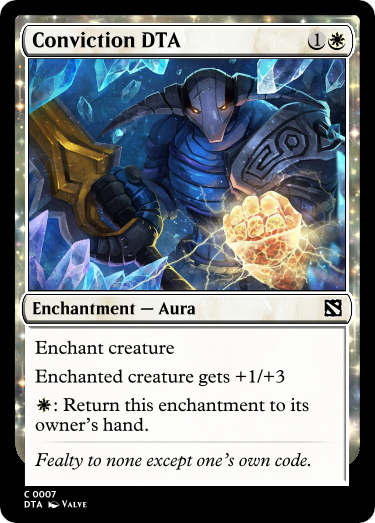 Conviction DTA 1
Enchantment — Aura
Enchant creature
Enchanted creature gets +1/+3
: Return this enchantment to its
owner's hand.
Fealty to none except one's own code.
C 0007
DTA Valve